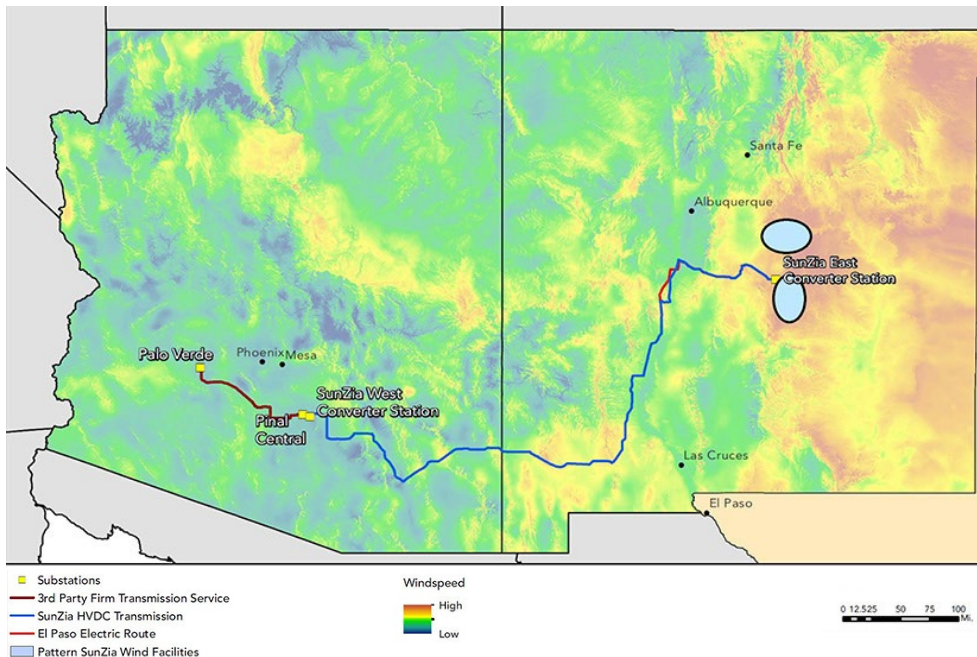 Santa Fe
Albuquerque
SunZia East
Converter Station
Phoenix
Mesa
Palo Verde
SunZia West
Converter Station
Pinal
Central
Las Cruces
El Paso
Substations
3rd Party Firm Transmission Service
SunZia HVDC Transmission
El Paso Electric Route
Pattern SunZia Wind Facilities
Windspeed
High
Low
0 12.525 50 75 100
Mi.